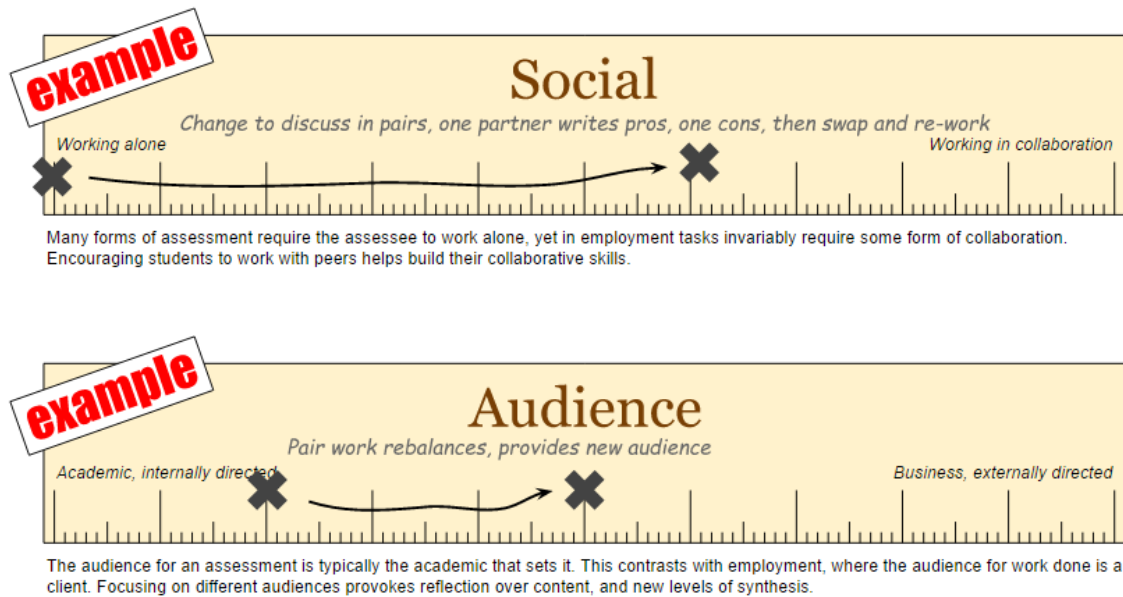 example
Social
Change to discuss in pairs, one partner writes pros, one cons, then swap and re-work
Working alone
Working in collaboration
Many forms of assessment require the assessee to work alone, yet in employment tasks invariably require some form of collaboration.
Encouraging students to work with peers helps build their collaborative skills.
example
Audience
Pair work rebalances, provides new audience
Academic, internally directed
Business, externally directed
The audience for an assessment is typically the academic that sets it. This contrasts with employment, where the audience for work done is a
client. Focusing on different audiences provokes reflection over content, and new levels of synthesis.